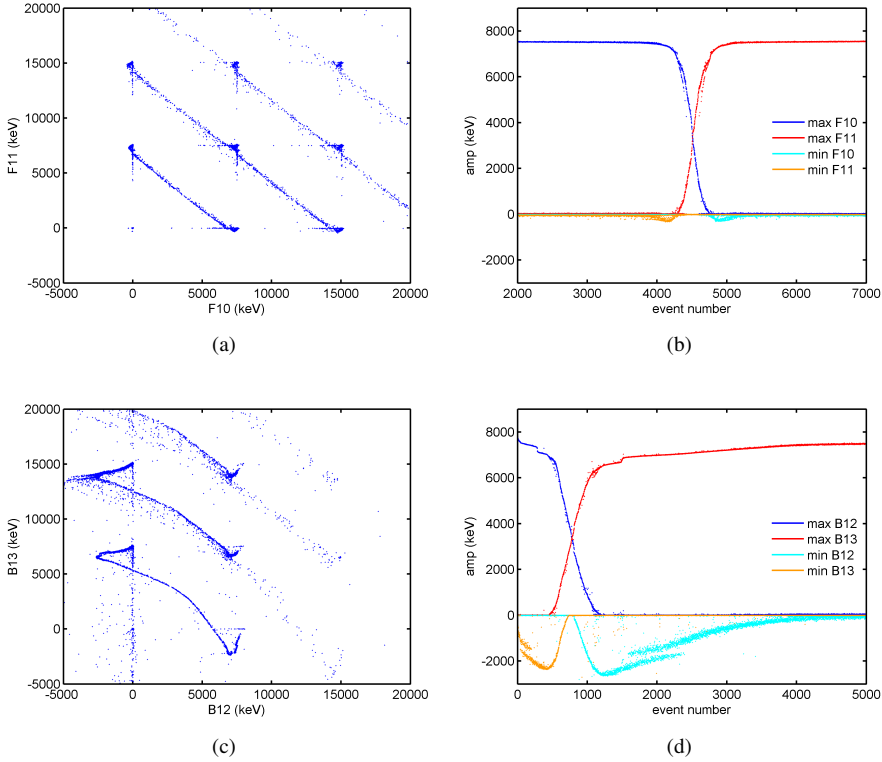 20000
15000
10000
5000
0
-5000
F11 (keV)
-5000 0 5000 10000 15000 20000
F10 (keV)
(a)
8000
6000
4000
2000
0
-2000
amp (keV)
max F10
max F11
min F10
min F11
2000 3000 4000 5000 6000 7000
event number
(b)
20000
15000
10000
5000
0
-5000
B13 (keV)
-5000 0 5000 10000 15000 20000
B12 (keV)
(c)
8000
6000
4000
2000
0
-2000
amp (keV)
max B12
max B13
min B12
min B13
0 1000 2000 3000 4000 5000
event number
(d)